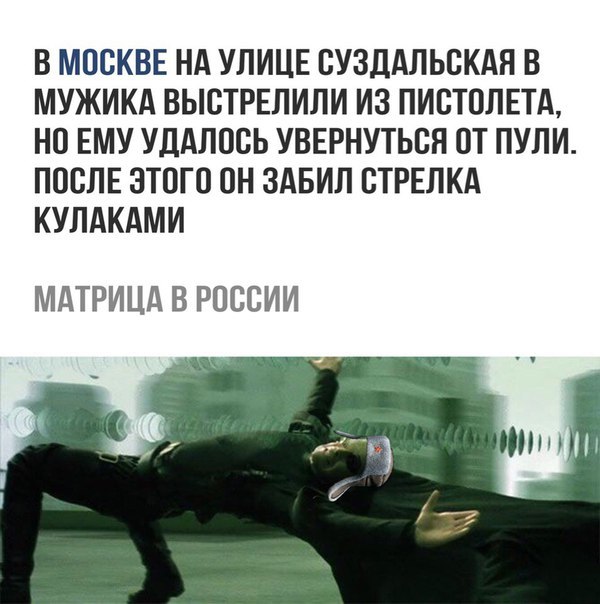 В МОСКВЕ НА УЛИЦЕ СУЗДАЛЬСКАЯ В
МУЖИКА ВЫСТРЕЛИЛИ ИЗ ПИСТОЛЕТА,
НО ЕМУ УДАЛОСЬ УВЕРНУТЬСЯ ОТ ПУЛИ.
ПОСЛЕ ЭТОГО ОН ЗАБИЛ СТРЕЛКА
КУЛАКАМИ
МАТРИЦА В РОССИИ